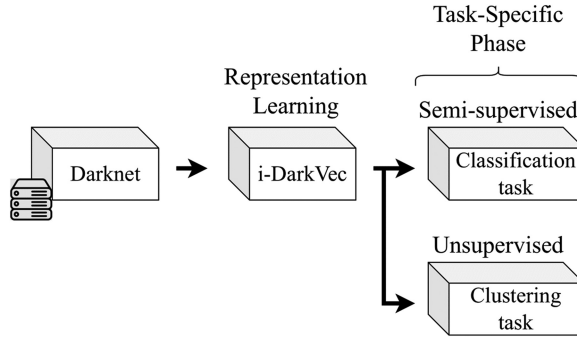 Task-Specific
Phase
Representation
Learning
Semi-supervised
Darknet
i-DarkVec
Classification
task
Unsupervised
Clustering
task